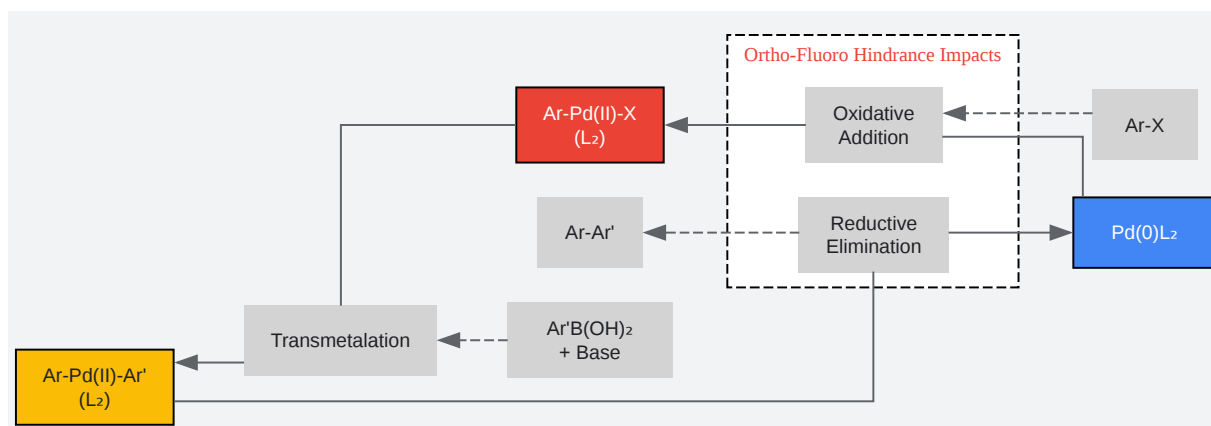 Ortho-Fluoro Hindrance Impacts
Ar-Pd(II)-X
(L₂)
Oxidative
Addition
Ar-X
Ar-Ar'
Reductive
Elimination
Pd(0)L₂
Transmetalation
Ar'B(OH)₂
+ Base
Ar-Pd(II)-Ar'
(L₂)